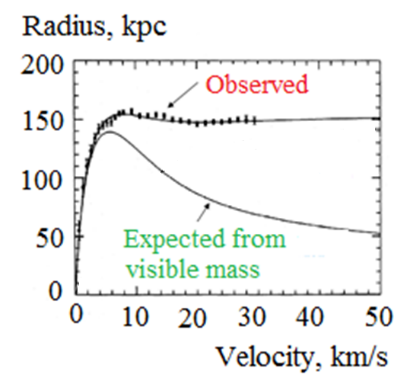 Radius, kpc
200
Observed
150
100
50
Expected from
visible mass
0
0 10 20 30 40 50
Velocity, km/s